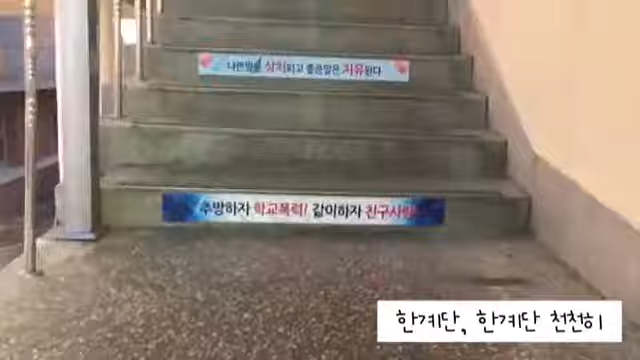 나쁜말은 상처되고 좋은말은 치유된다
추방하자 학교폭력! 같이하자 친구사랑
한계단, 한계단 천천히